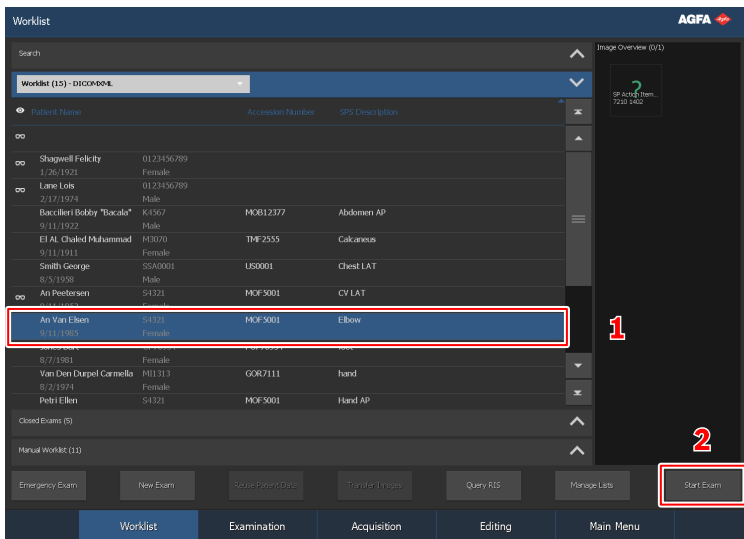 Worklist
AGFA
Search
Image Overview (0/1)
Worklist (15) - DICOMXML
SP Action Item...
7210 1402
Patient Name Accession Number SPS Description
Shagwell Felicity 0123456789
1/26/1921 Female
Lane Lois 0123456789
2/17/1974 Male
Baccilieri Bobby "Bacala" K4567 MOB12377 Abdomen AP
9/11/1922 Male
El AL Chaled Muhammad M3070 TMF2555 Calcaneus
9/11/1911 Female
Smith George SSA0001 US0001 Chest LAT
8/5/1958 Male
An Peetersen S4321 MOF5001 CV LAT
An Van Elsen S4321 MOF5001 Elbow
9/11/1985 Female
1
8/7/1981 Female
Van Den Durpel Carmella MI1313 GOR7111 hand
8/2/1974 Female
Petri Ellen S4321 MOF5001 Hand AP
Closed Exams (5)
Manual Worklist (11)
2
Emergency Exam New Exam Reuse Patient Data Transfer Images Query RIS Manage Lists Start Exam
Worklist Examination Acquisition Editing Main Menu